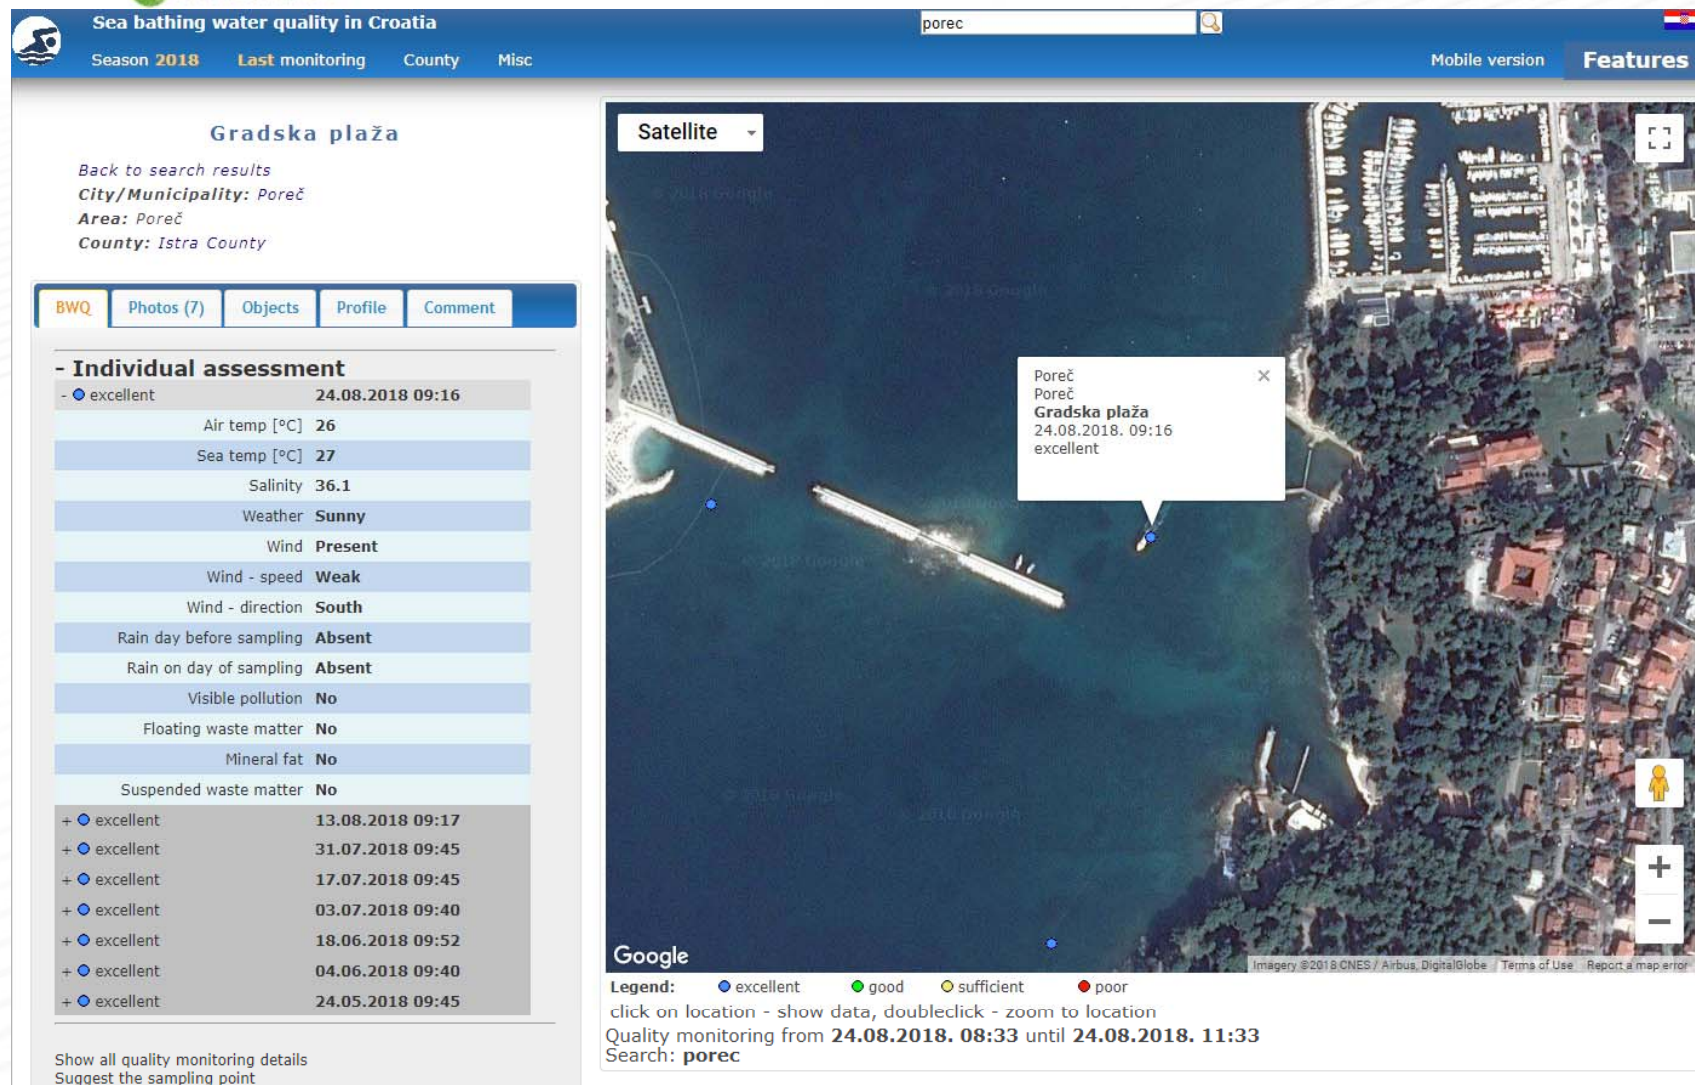 Sea bathing water quality in Croatia
porec
Season 2018 Last monitoring County Misc
Mobile version Features
Gradska plaža
Back to search results
City/Municipality: Poreč
Area: Poreč
County: Istra County
BWQ Photos (7) Objects Profile Comment
- Individual assessment
- excellent 24.08.2018 09:16
Air temp [°C] 26
Sea temp [°C] 27
Salinity 36.1
Weather Sunny
Wind Present
Wind - speed Weak
Wind - direction South
Rain day before sampling Absent
Rain on day of sampling Absent
Visible pollution No
Floating waste matter No
Mineral fat No
Suspended waste matter No
+ excellent 13.08.2018 09:17
+ excellent 31.07.2018 09:45
+ excellent 17.07.2018 09:45
+ excellent 03.07.2018 09:40
+ excellent 18.06.2018 09:52
+ excellent 04.06.2018 09:40
+ excellent 24.05.2018 09:45
Show all quality monitoring details
Suggest the sampling point
Satellite
Poreč
Poreč
Gradska plaža
24.08.2018. 09:16
excellent
Google
Imagery ©2018 CNES / Airbus, DigitalGlobe Terms of Use Report a map error
Legend: excellent good sufficient poor
click on location - show data, doubleclick - zoom to location
Quality monitoring from 24.08.2018. 08:33 until 24.08.2018. 11:33
Search: porec